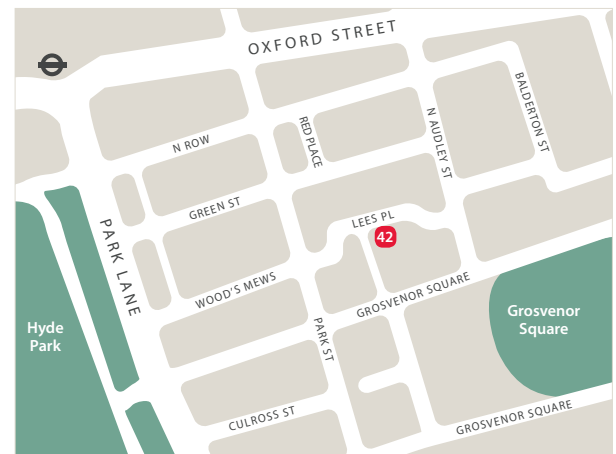 OXFORD STREET
BALDERTON ST
N AUDLEY ST
RED PLACE
N ROW
GREEN ST
LEES PL
42
PARK LANE
WOOD'S MEWS
GROSVENOR SQUARE
Grosvenor
Square
Hyde
Park
PARK ST
CULROSS ST
GROSVENOR SQUARE